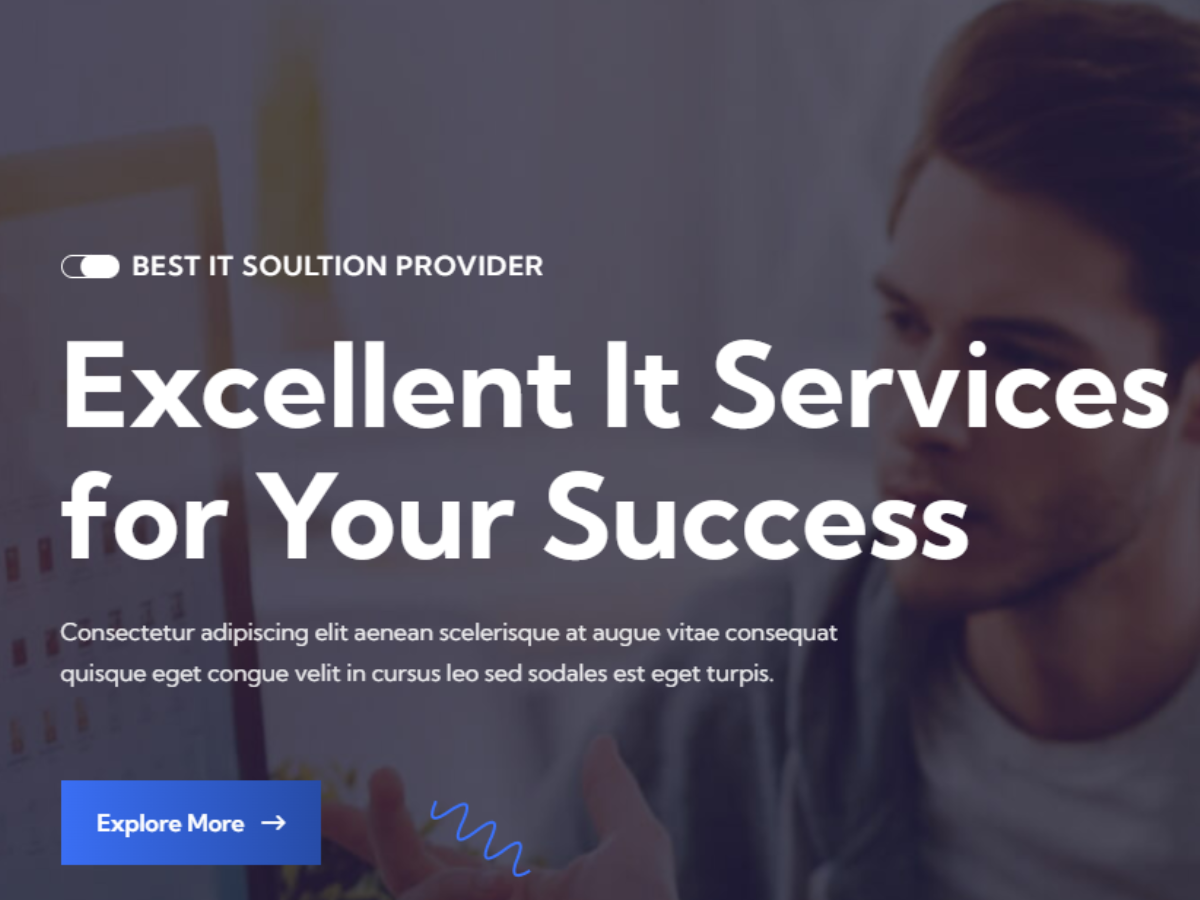 BEST IT SOULTION PROVIDER
Excellent It Services
for Your Success
Consectetur adipiscing elit aenean scelerisque at augue vitae consequat
quisque eget congue velit in cursus leo sed sodales est eget turpis.
Explore More →